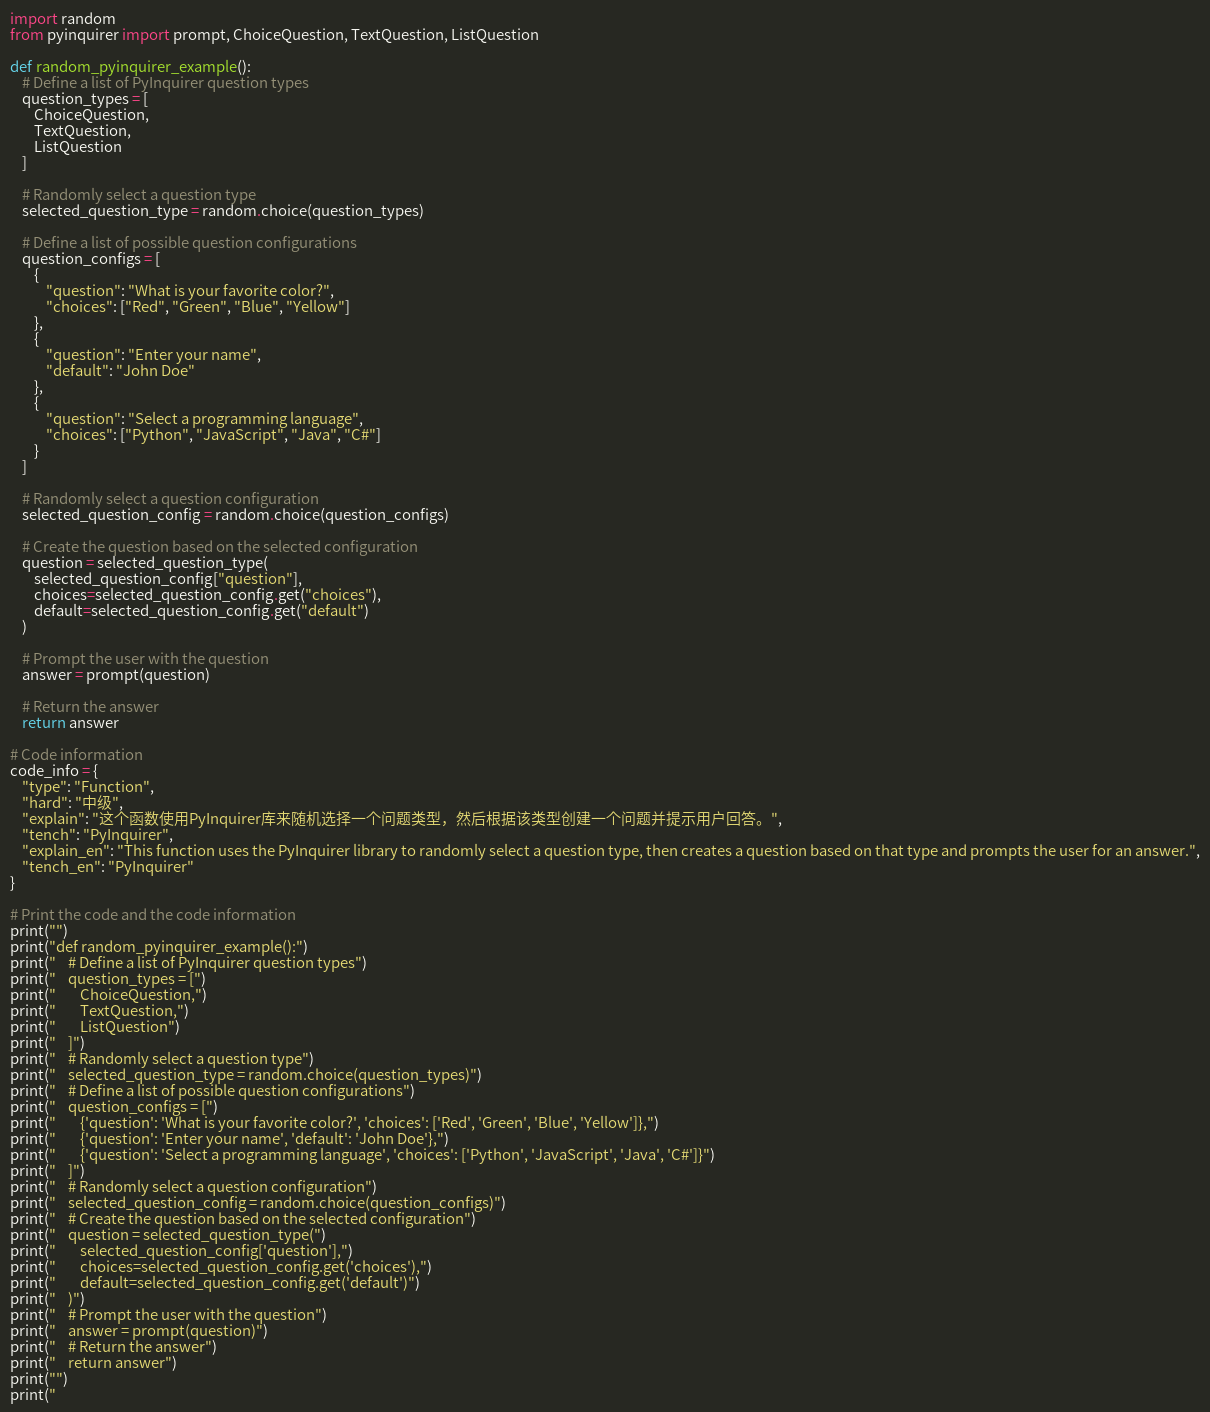 import random
from pyinquirer import prompt, ChoiceQuestion, TextQuestion, ListQuestion

def random_pyinquirer_example():
    # Define a list of PyInquirer question types
    question_types = [
        ChoiceQuestion,
        TextQuestion,
        ListQuestion
    ]

    # Randomly select a question type
    selected_question_type = random.choice(question_types)

    # Define a list of possible question configurations
    question_configs = [
        {
            "question": "What is your favorite color?",
            "choices": ["Red", "Green", "Blue", "Yellow"]
        },
        {
            "question": "Enter your name",
            "default": "John Doe"
        },
        {
            "question": "Select a programming language",
            "choices": ["Python", "JavaScript", "Java", "C#"]
        }
    ]

    # Randomly select a question configuration
    selected_question_config = random.choice(question_configs)

    # Create the question based on the selected configuration
    question = selected_question_type(
        selected_question_config["question"],
        choices=selected_question_config.get("choices"),
        default=selected_question_config.get("default")
    )

    # Prompt the user with the question
    answer = prompt(question)

    # Return the answer
    return answer

# Code information
code_info = {
    "type": "Function",
    "hard": "中级",
    "explain": "这个函数使用PyInquirer库来随机选择一个问题类型，然后根据该类型创建一个问题并提示用户回答。",
    "tench": "PyInquirer",
    "explain_en": "This function uses the PyInquirer library to randomly select a question type, then creates a question based on that type and prompts the user for an answer.",
    "tench_en": "PyInquirer"
}

# Print the code and the code information
print("")
print("def random_pyinquirer_example():")
print("    # Define a list of PyInquirer question types")
print("    question_types = [")
print("        ChoiceQuestion,")
print("        TextQuestion,")
print("        ListQuestion")
print("    ]")
print("    # Randomly select a question type")
print("    selected_question_type = random.choice(question_types)")
print("    # Define a list of possible question configurations")
print("    question_configs = [")
print("        {'question': 'What is your favorite color?', 'choices': ['Red', 'Green', 'Blue', 'Yellow']},")
print("        {'question': 'Enter your name', 'default': 'John Doe'},")
print("        {'question': 'Select a programming language', 'choices': ['Python', 'JavaScript', 'Java', 'C#']}")
print("    ]")
print("    # Randomly select a question configuration")
print("    selected_question_config = random.choice(question_configs)")
print("    # Create the question based on the selected configuration")
print("    question = selected_question_type(")
print("        selected_question_config['question'],")
print("        choices=selected_question_config.get('choices'),")
print("        default=selected_question_config.get('default')")
print("    )")
print("    # Prompt the user with the question")
print("    answer = prompt(question)")
print("    # Return the answer")
print("    return answer")
print("")
print("